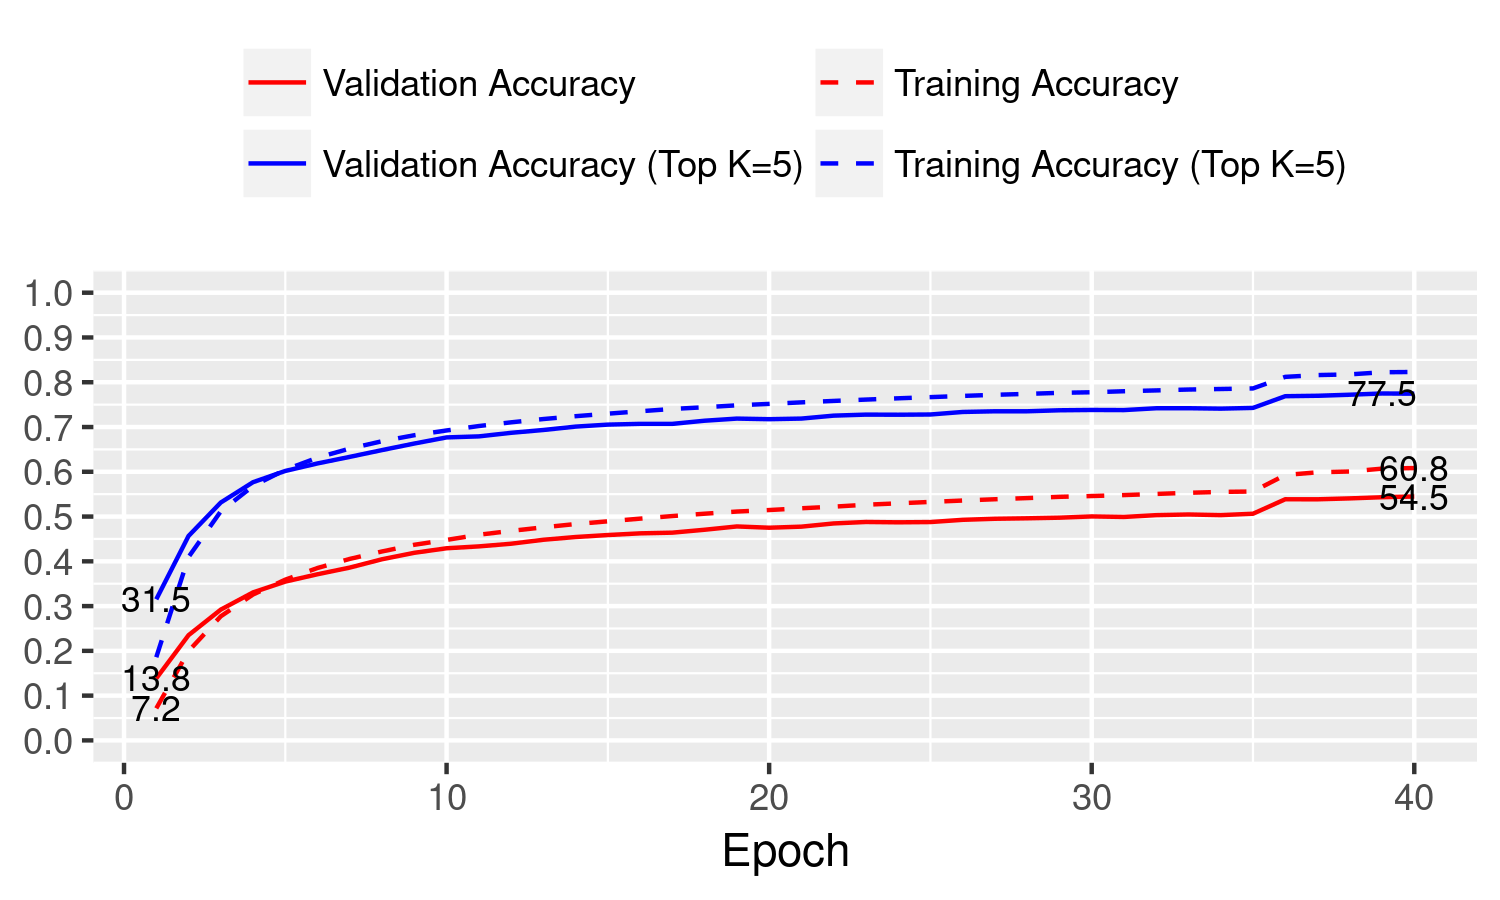 Validation Accuracy
Training Accuracy
Validation Accuracy (Top K=5)
Training Accuracy (Top K=5)
1.0
0.9
0.8
77.5
0.7
0.6
60.8
0.5
54.5
0.4
0.3
31.5
0.2
13.8
0.1
7.2
0.0
0 10 20 30 40
Epoch